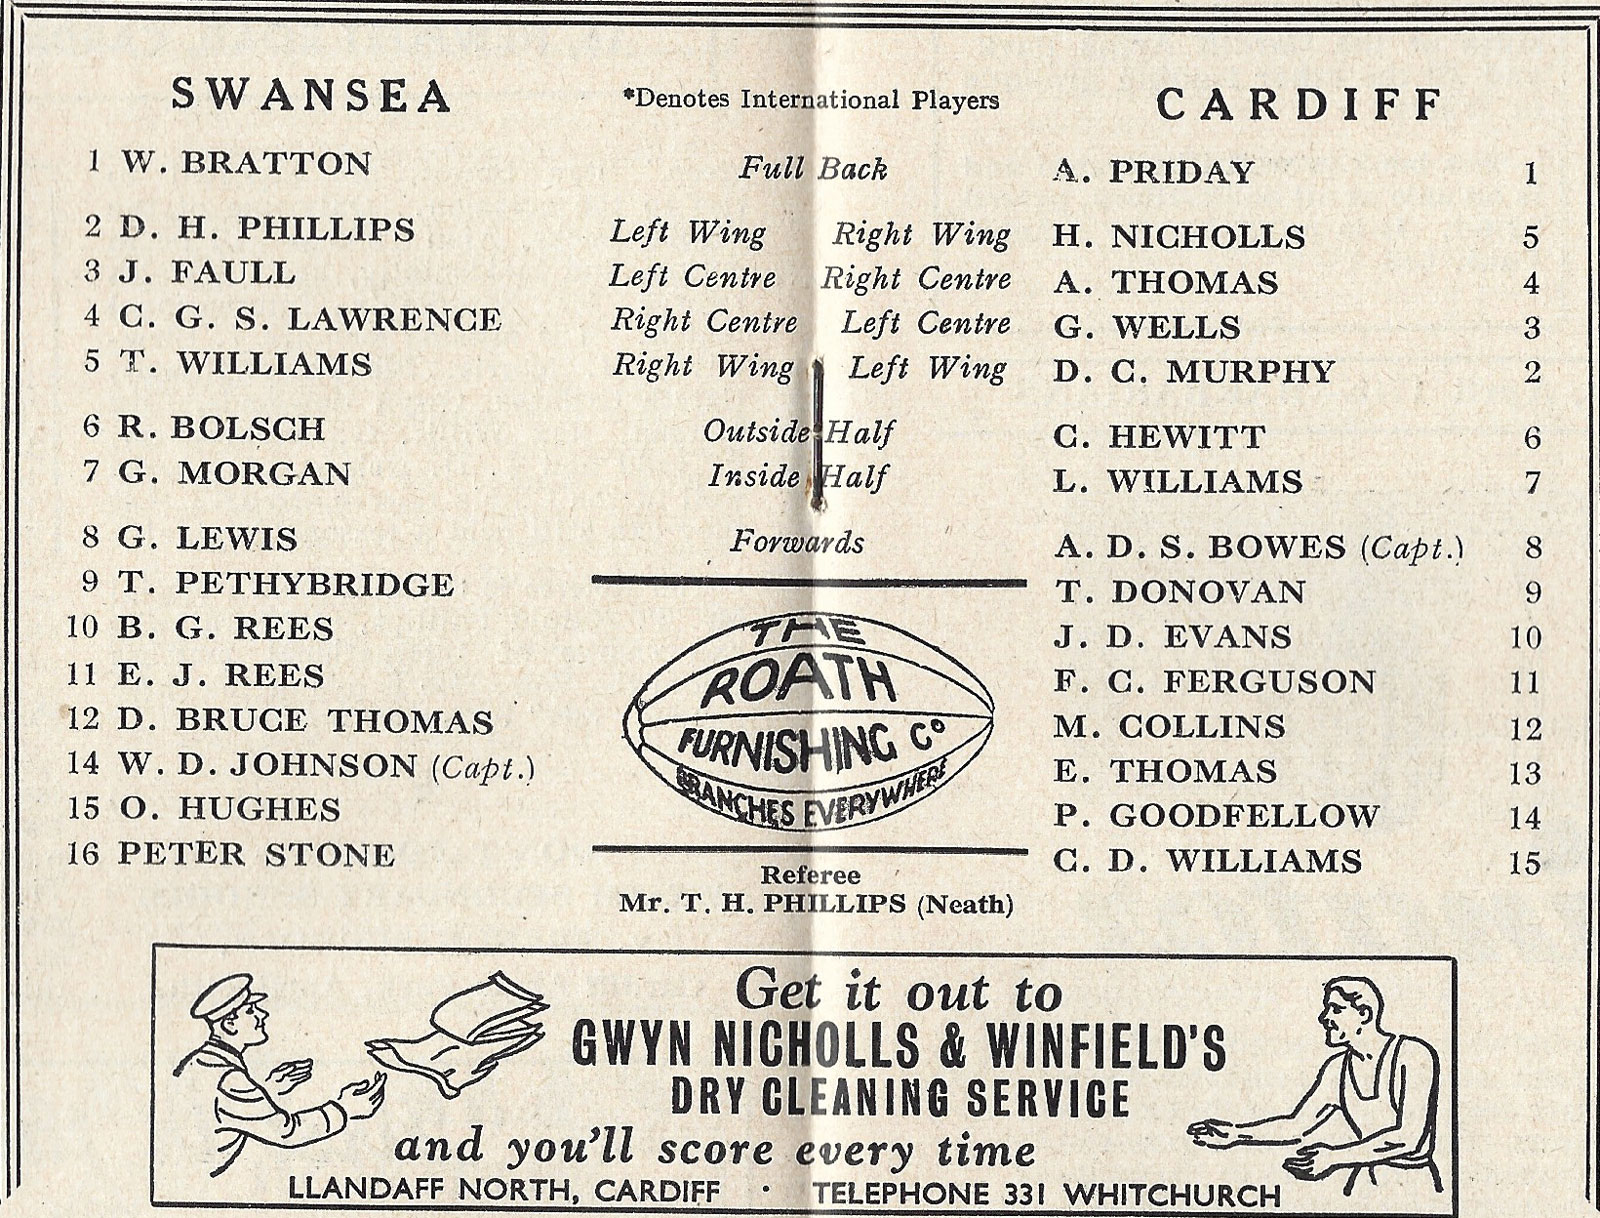 SWANSEA *Denotes International Players CARDIFF
1 W. BRATTON Full Back A. PRIDAY 1
2 D. H. PHILLIPS Left Wing Right Wing H. NICHOLLS 5
3 J. FAULL Left Centre Right Centre A. THOMAS 4
4 C. G. S. LAWRENCE Right Centre Left Centre G. WELLS 3
5 T. WILLIAMS Right Wing Left Wing D. C. MURPHY 2
6 R. BOLSCH Outside Half C. HEWITT 6
7 G. MORGAN Inside Half L. WILLIAMS 7
8 G. LEWIS Forwards A. D. S. BOWES (Capt.) 8
9 T. PETHYBRIDGE T. DONOVAN 9
10 B. G. REES J. D. EVANS 10
11 E. J. REES F. C. FERGUSON 11
12 D. BRUCE THOMAS M. COLLINS 12
14 W. D. JOHNSON (Capt.) E. THOMAS 13
15 O. HUGHES P. GOODFELLOW 14
16 PETER STONE C. D. WILLIAMS 15
THE
ROATH
FURNISHING Co
BRANCHES EVERYWHERE
Referee
Mr. T. H. PHILLIPS (Neath)
Get it out to
GWYN NICHOLLS & WINFIELD'S
DRY CLEANING SERVICE
and you'll score every time
LLANDAFF NORTH, CARDIFF · TELEPHONE 331 WHITCHURCH